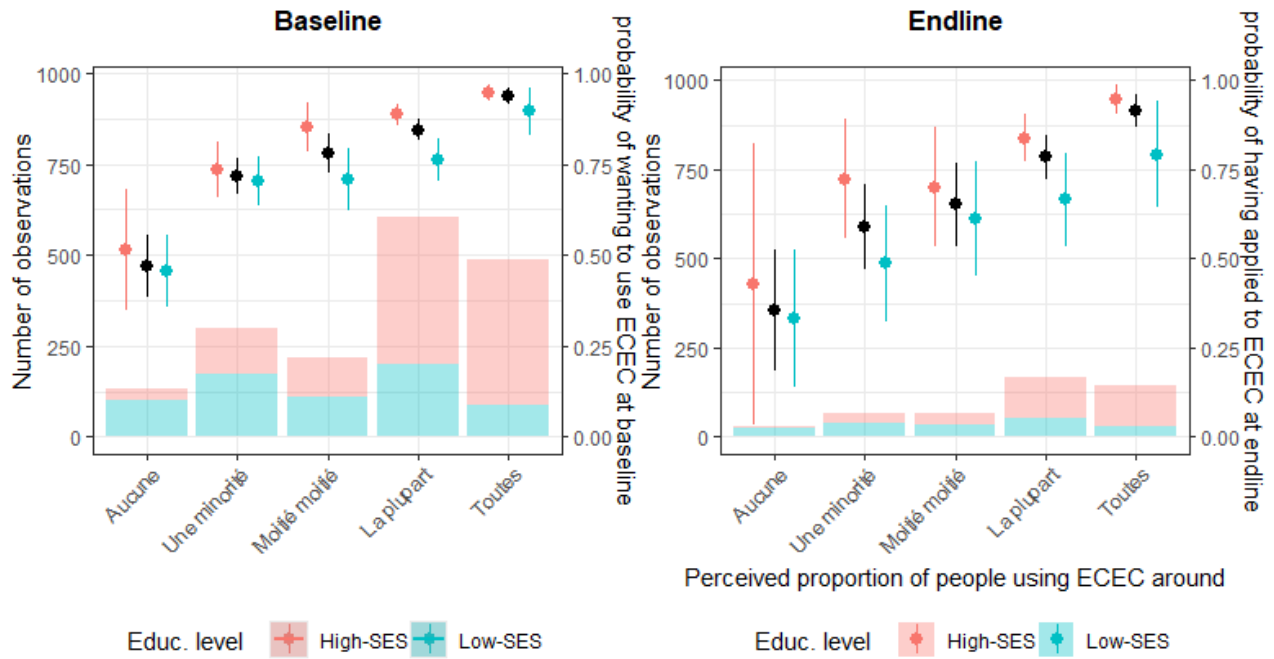 Baseline
Number of observations
1000
750
500
250
0
1.00
0.75
0.50
0.25
0.00
probability of wanting to use ECEC at baseline
Aucune
Une minorité
Moitié moitié
La plupart
Toutes
Educ. level
High-SES
Low-SES
Endline
Number of observations
1000
750
500
250
0
1.00
0.75
0.50
0.25
0.00
probability of having applied to ECEC at endline
Aucune
Une minorité
Moitié moitié
La plupart
Toutes
Perceived proportion of people using ECEC around
Educ. level
High-SES
Low-SES